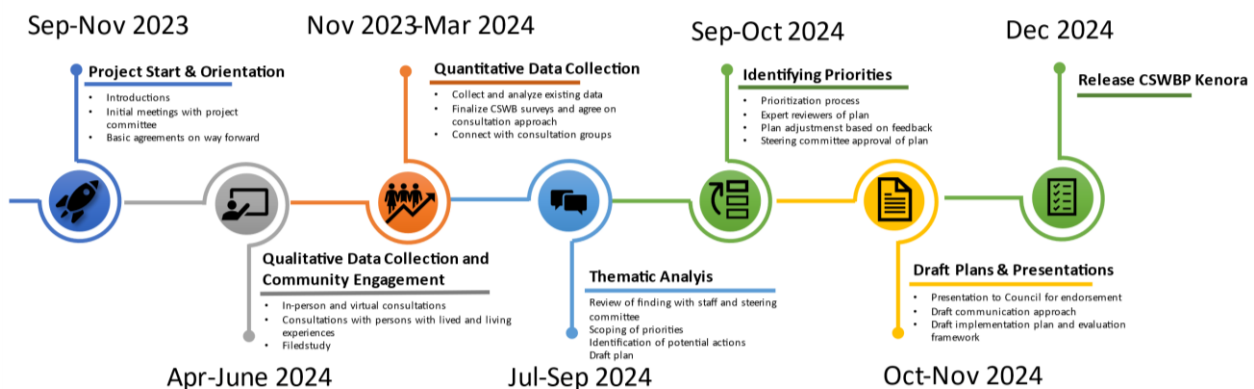 Sep-Nov 2023
Project Start & Orientation
• Introductions
• Initial meetings with project
committee
• Basic agreements on way forward
Qualitative Data Collection and
Community Engagement
• In-person and virtual consultations
• Consultations with persons with lived and living
experiences
• Filedstudy
Apr-June 2024
Nov 2023-Mar 2024
Quantitative Data Collection
• Collect and analyze existing data
• Finalize CSWB surveys and agree on
consultation approach
• Connect with consultation groups
Thematic Analyis
Review of finding with staff and steering
committee
Scoping of priorities
Identification of potential actions
Draft plan
Jul-Sep 2024
Sep-Oct 2024
Identifying Priorities
• Prioritization process
• Expert reviewers of plan
• Plan adjustmenst based on feedback
• Steering committee approval of plan
Draft Plans & Presentations
• Presentation to Council for endorsement
• Draft communication approach
• Draft implementation plan and evaluation
framework
Oct-Nov 2024
Dec 2024
Release CSWBP Kenora